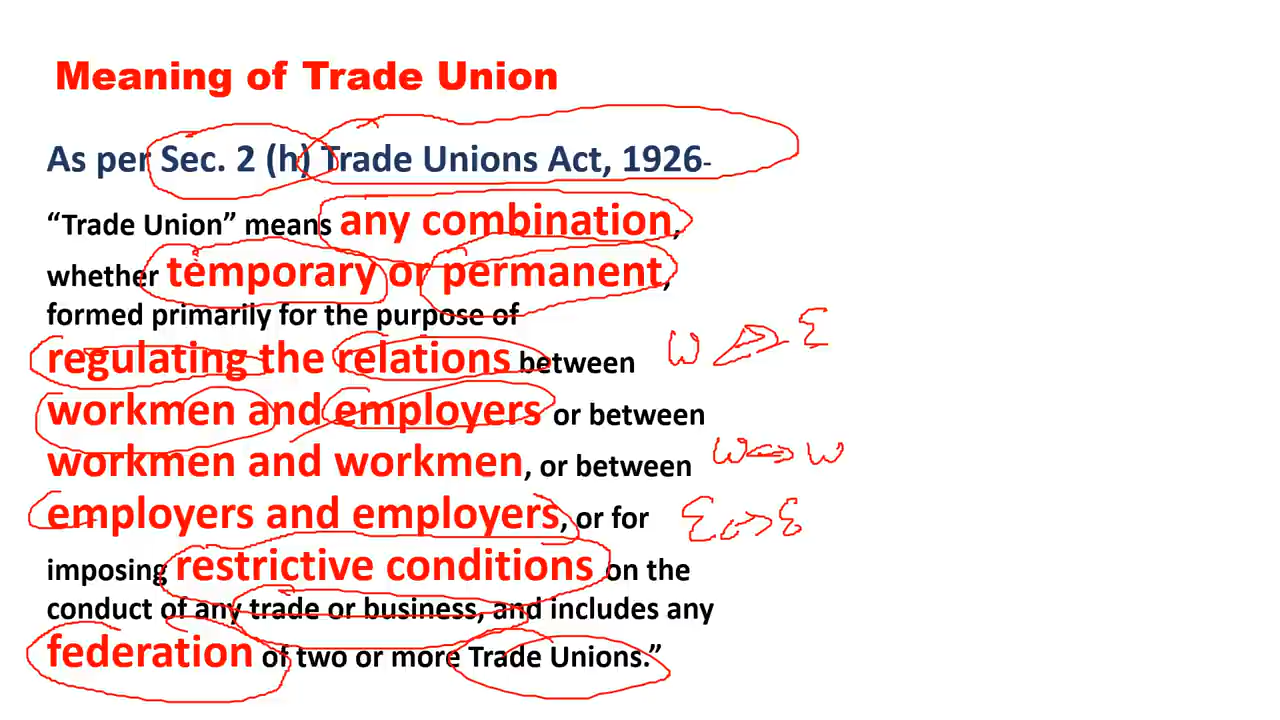 Meaning of Trade Union
As per Sec. 2 (h) Trade Unions Act, 1926-
“Trade Union” means any combination,
whether temporary or permanent,
formed primarily for the purpose of
regulating the relations between
W ⇔ E
workmen and employers or between
workmen and workmen, or between
W ⇔ W
employers and employers, or for
E ⇔ E
imposing restrictive conditions on the
conduct of any trade or business, and includes any
federation of two or more Trade Unions.”